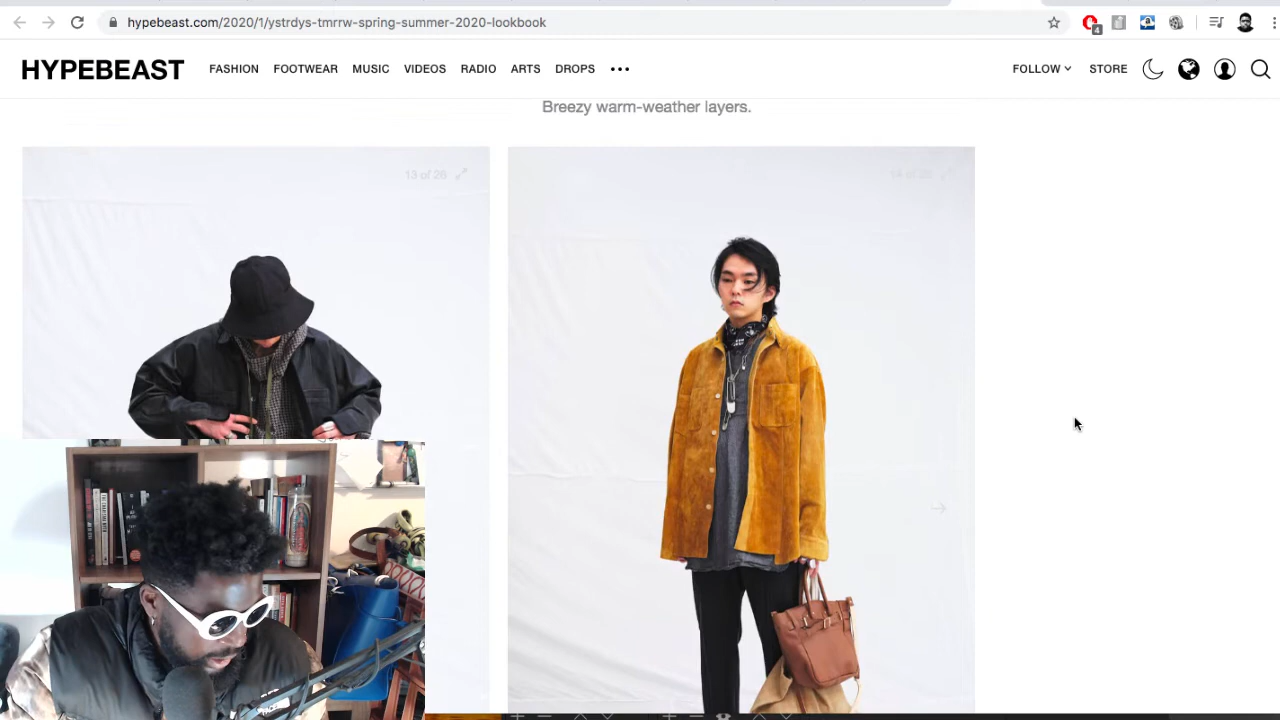 hypebeast.com/2020/1/ystrdys-tmrrw-spring-summer-2020-lookbook
4
HYPEBEAST FASHION FOOTWEAR MUSIC VIDEOS RADIO ARTS DROPS ••• FOLLOW STORE
Breezy warm-weather layers.
13 of 26